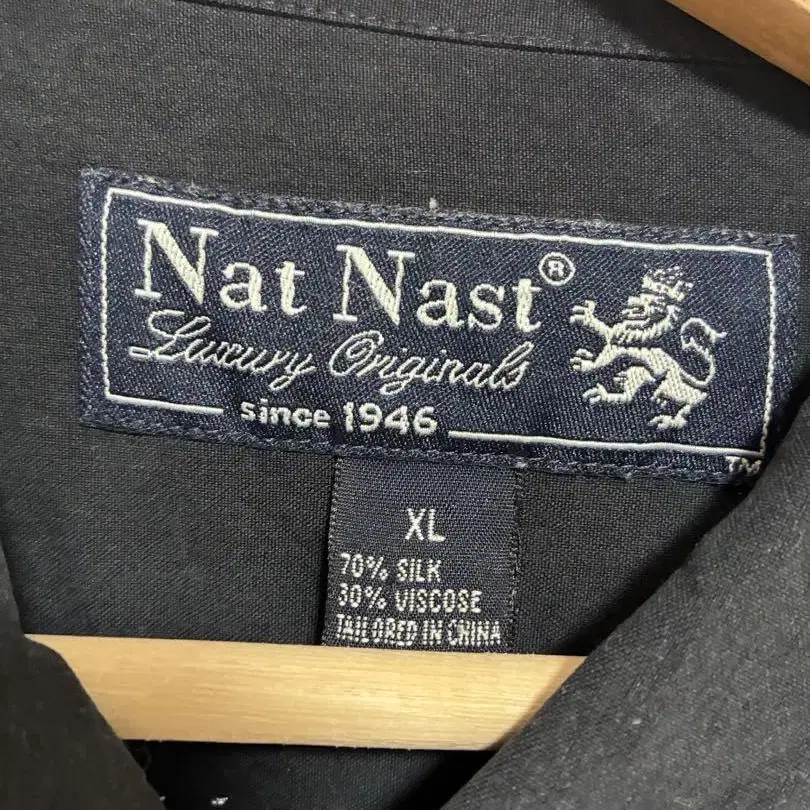 Nat Nast®
Luxury Originals
since 1946
TM
XL
70% SILK
30% VISCOSE
TAILORED IN CHINA